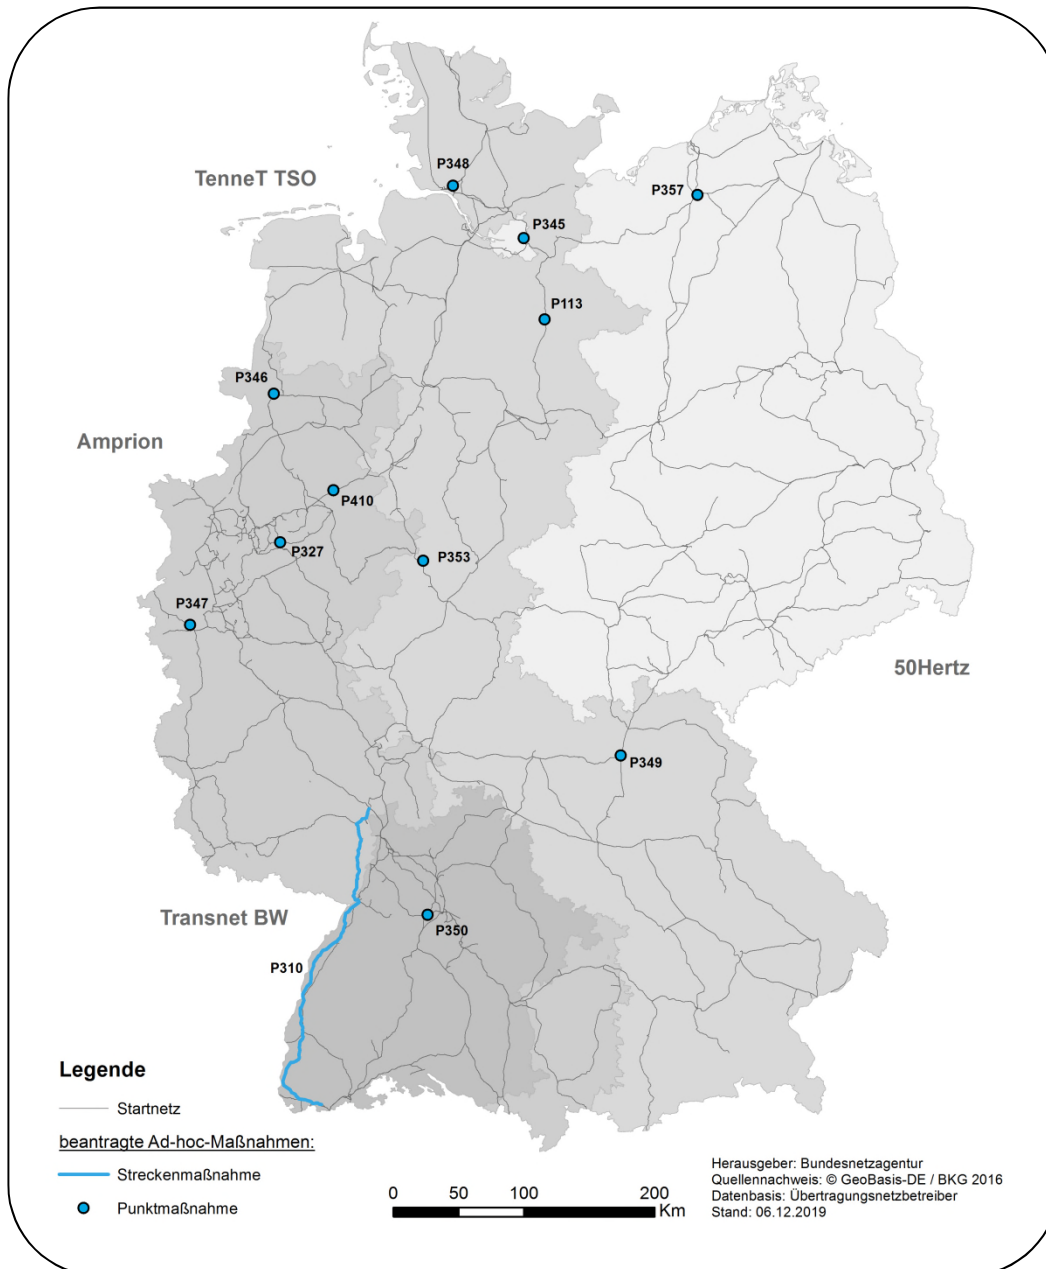 P348
TenneT TSO
P357
P345
P113
P346
Amprion
P410
P327
P353
P347
50Hertz
P349
Transnet BW
P350
P310
Legende
Startnetz
beantragte Ad-hoc-Maßnahmen:
Streckenmaßnahme
Punktmaßnahme
0 50 100 200
Km
Herausgeber: Bundesnetzagentur
Quellennachweis: © GeoBasis-DE / BKG 2016
Datenbasis: Übertragungsnetzbetreiber
Stand: 06.12.2019